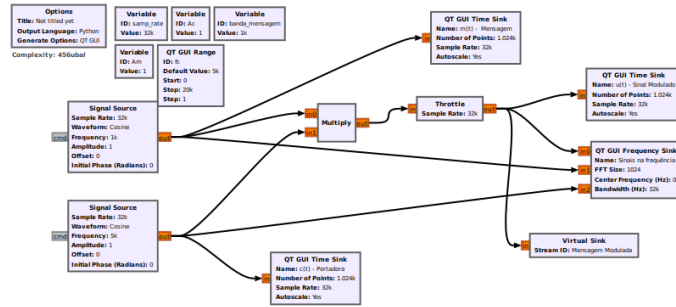 Options
Title: Not titled yet
Output Language: Python
Generate Options: QT GUI
Complexity: 456ubal
Variable
ID: samp_rate
Value: 32k
Variable
ID: Ac
Value: 1
Variable
ID: banda_mensagem
Value: 1k
Variable
ID: Am
Value: 1
QT GUI Range
ID: fc
Default Value: 5k
Start: 0
Stop: 20k
Step: 1
QT GUI Time Sink
Name: m(t) - Mensagem
Number of Points: 1.024k
Sample Rate: 32k
Autoscale: Yes
in
Signal Source
Sample Rate: 32k
Waveform: Cosine
Frequency: 1k
Amplitude: 1
Offset: 0
Initial Phase (Radians): 0
cmd
out
in0
in1
Multiply
out
in
Throttle
Sample Rate: 32k
out
in
QT GUI Time Sink
Name: u(t) - Sinal Modulado
Number of Points: 1.024k
Sample Rate: 32k
Autoscale: Yes
in0
in1
in2
QT GUI Frequency Sink
Name: Sinais na frequência
FFT Size: 1024
Center Frequency (Hz): 0
Bandwidth (Hz): 32k
Signal Source
Sample Rate: 32k
Waveform: Cosine
Frequency: 5k
Amplitude: 1
Offset: 0
Initial Phase (Radians): 0
cmd
out
in
QT GUI Time Sink
Name: c(t) - Portadora
Number of Points: 1.024k
Sample Rate: 32k
Autoscale: Yes
in
Virtual Sink
Stream ID: Mensagem Modulada